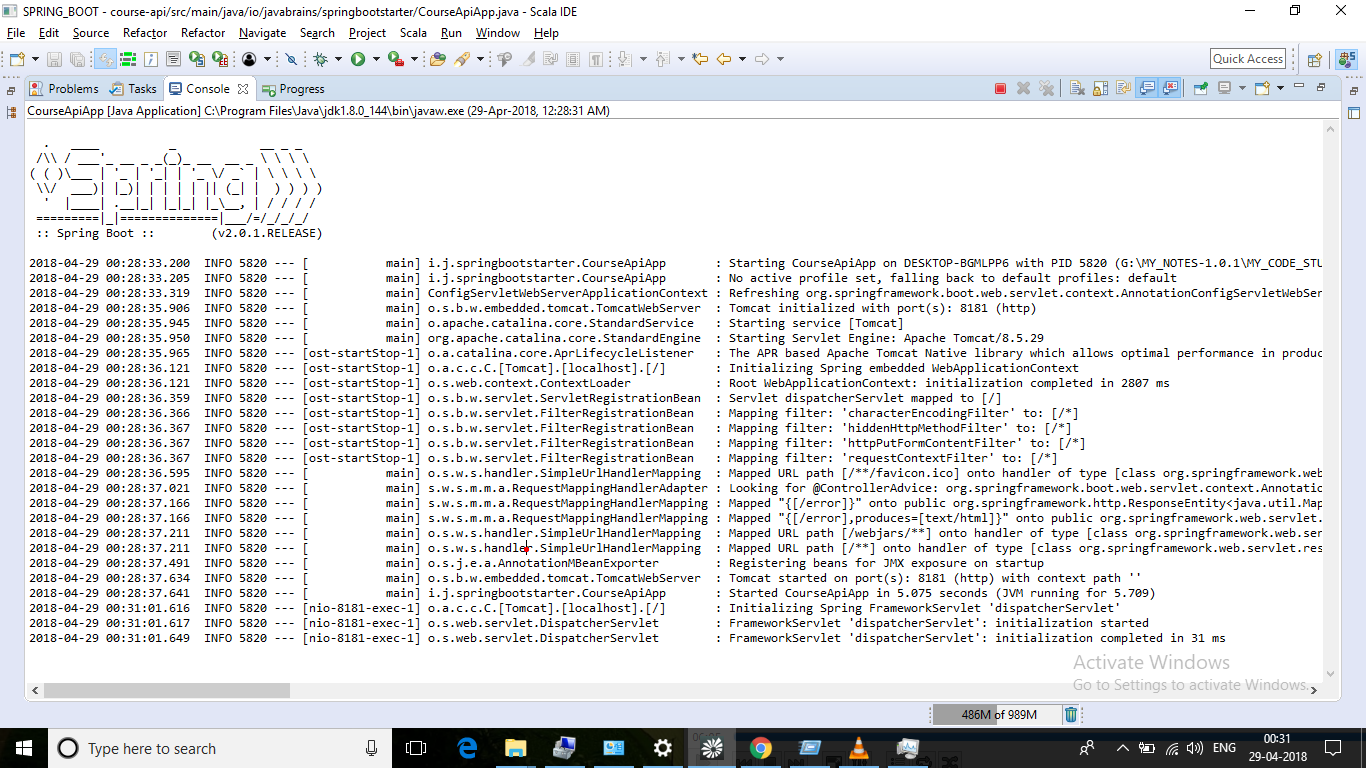 SPRING_BOOT - course-api/src/main/java/io/javabrains/springbootstarter/CourseApiApp.java - Scala IDE
File Edit Source Refactor Refactor Navigate Search Project Scala Run Window Help
Quick Access
Problems Tasks Console Progress
CourseApiApp [Java Application] C:\Program Files\Java\jdk1.8.0_144\bin\javaw.exe (29-Apr-2018, 12:28:31 AM)
  .   ____          _            __ _ _
 /\\ / ___'_ __ _ _(_)_ __  __ _ \ \ \ \
( ( )\___ | '_ | '_| | '_ \/ _` | \ \ \ \
 \\/  ___)| |_)| | | | | || (_| |  ) ) ) )
  '  |____| .__|_| |_|_| |_\__, | / / / /
 =========|_|==============|___/=/_/_/_/
 :: Spring Boot ::        (v2.0.1.RELEASE)
2018-04-29 00:28:33.200  INFO 5820 --- [           main] i.j.springbootstarter.CourseApiApp       : Starting CourseApiApp on DESKTOP-BGMLPP6 with PID 5820 (G:\MY_NOTES-1.0.1\MY_CODE_STU
2018-04-29 00:28:33.205  INFO 5820 --- [           main] i.j.springbootstarter.CourseApiApp       : No active profile set, falling back to default profiles: default
2018-04-29 00:28:33.319  INFO 5820 --- [           main] ConfigServletWebServerApplicationContext : Refreshing org.springframework.boot.web.servlet.context.AnnotationConfigServletWebSer
2018-04-29 00:28:35.906  INFO 5820 --- [           main] o.s.b.w.embedded.tomcat.TomcatWebServer  : Tomcat initialized with port(s): 8181 (http)
2018-04-29 00:28:35.945  INFO 5820 --- [           main] o.apache.catalina.core.StandardService   : Starting service [Tomcat]
2018-04-29 00:28:35.950  INFO 5820 --- [           main] org.apache.catalina.core.StandardEngine  : Starting Servlet Engine: Apache Tomcat/8.5.29
2018-04-29 00:28:35.965  INFO 5820 --- [ost-startStop-1] o.a.catalina.core.AprLifecycleListener   : The APR based Apache Tomcat Native library which allows optimal performance in produc
2018-04-29 00:28:36.121  INFO 5820 --- [ost-startStop-1] o.a.c.c.C.[Tomcat].[localhost].[/]       : Initializing Spring embedded WebApplicationContext
2018-04-29 00:28:36.121  INFO 5820 --- [ost-startStop-1] o.s.web.context.ContextLoader            : Root WebApplicationContext: initialization completed in 2807 ms
2018-04-29 00:28:36.359  INFO 5820 --- [ost-startStop-1] o.s.b.w.servlet.ServletRegistrationBean  : Servlet dispatcherServlet mapped to [/]
2018-04-29 00:28:36.366  INFO 5820 --- [ost-startStop-1] o.s.b.w.servlet.FilterRegistrationBean   : Mapping filter: 'characterEncodingFilter' to: [/*]
2018-04-29 00:28:36.367  INFO 5820 --- [ost-startStop-1] o.s.b.w.servlet.FilterRegistrationBean   : Mapping filter: 'hiddenHttpMethodFilter' to: [/*]
2018-04-29 00:28:36.367  INFO 5820 --- [ost-startStop-1] o.s.b.w.servlet.FilterRegistrationBean   : Mapping filter: 'httpPutFormContentFilter' to: [/*]
2018-04-29 00:28:36.367  INFO 5820 --- [ost-startStop-1] o.s.b.w.servlet.FilterRegistrationBean   : Mapping filter: 'requestContextFilter' to: [/*]
2018-04-29 00:28:36.595  INFO 5820 --- [           main] o.s.w.s.handler.SimpleUrlHandlerMapping  : Mapped URL path [/**/favicon.ico] onto handler of type [class org.springframework.web
2018-04-29 00:28:37.021  INFO 5820 --- [           main] s.w.s.m.m.a.RequestMappingHandlerAdapter : Looking for @ControllerAdvice: org.springframework.boot.web.servlet.context.Annotatio
2018-04-29 00:28:37.166  INFO 5820 --- [           main] s.w.s.m.m.a.RequestMappingHandlerMapping : Mapped "{[/error]}" onto public org.springframework.http.ResponseEntity<java.util.Map
2018-04-29 00:28:37.166  INFO 5820 --- [           main] s.w.s.m.m.a.RequestMappingHandlerMapping : Mapped "{[/error],produces=[text/html]}" onto public org.springframework.web.servlet.
2018-04-29 00:28:37.211  INFO 5820 --- [           main] o.s.w.s.handler.SimpleUrlHandlerMapping  : Mapped URL path [/webjars/**] onto handler of type [class org.springframework.web.ser
2018-04-29 00:28:37.211  INFO 5820 --- [           main] o.s.w.s.handler.SimpleUrlHandlerMapping  : Mapped URL path [/**] onto handler of type [class org.springframework.web.servlet.res
2018-04-29 00:28:37.491  INFO 5820 --- [           main] o.s.j.e.a.AnnotationMBeanExporter        : Registering beans for JMX exposure on startup
2018-04-29 00:28:37.634  INFO 5820 --- [           main] o.s.b.w.embedded.tomcat.TomcatWebServer  : Tomcat started on port(s): 8181 (http) with context path ''
2018-04-29 00:28:37.641  INFO 5820 --- [           main] i.j.springbootstarter.CourseApiApp       : Started CourseApiApp in 5.075 seconds (JVM running for 5.709)
2018-04-29 00:31:01.616  INFO 5820 --- [nio-8181-exec-1] o.a.c.c.C.[Tomcat].[localhost].[/]       : Initializing Spring FrameworkServlet 'dispatcherServlet'
2018-04-29 00:31:01.617  INFO 5820 --- [nio-8181-exec-1] o.s.web.servlet.DispatcherServlet        : FrameworkServlet 'dispatcherServlet': initialization started
2018-04-29 00:31:01.649  INFO 5820 --- [nio-8181-exec-1] o.s.web.servlet.DispatcherServlet        : FrameworkServlet 'dispatcherServlet': initialization completed in 31 ms
Activate Windows
Go to Settings to activate Windows.
486M of 989M
Type here to search
ENG
00:31
29-04-2018